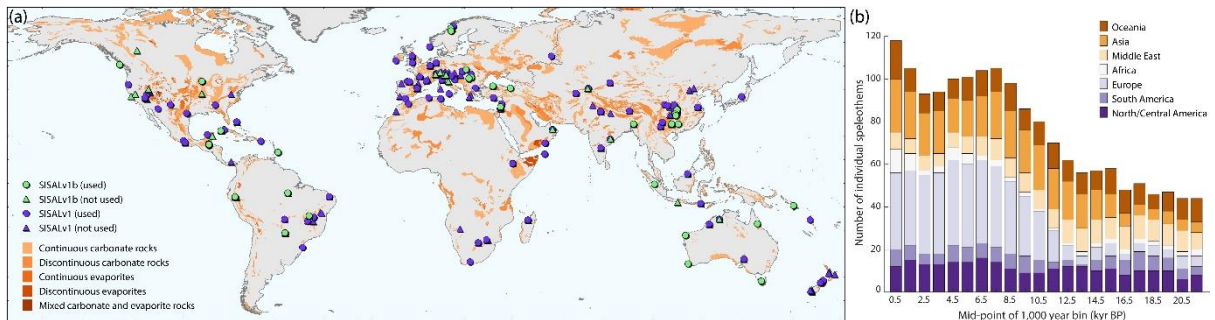 (a)
SISALv1b (used)
SISALv1b (not used)
SISALv1 (used)
SISALv1 (not used)
Continuous carbonate rocks
Discontinuous carbonate rocks
Continuous evaporites
Discontinuous evaporites
Mixed carbonate and evaporite rocks
(b)
Oceania
Asia
Middle East
Africa
Europe
South America
North/Central America
Number of individual speleothems
120
100
80
60
40
20
0
0.5 2.5 4.5 6.5 8.5 10.5 12.5 14.5 16.5 18.5 20.5
Mid-point of 1,000 year bin (kyr BP)